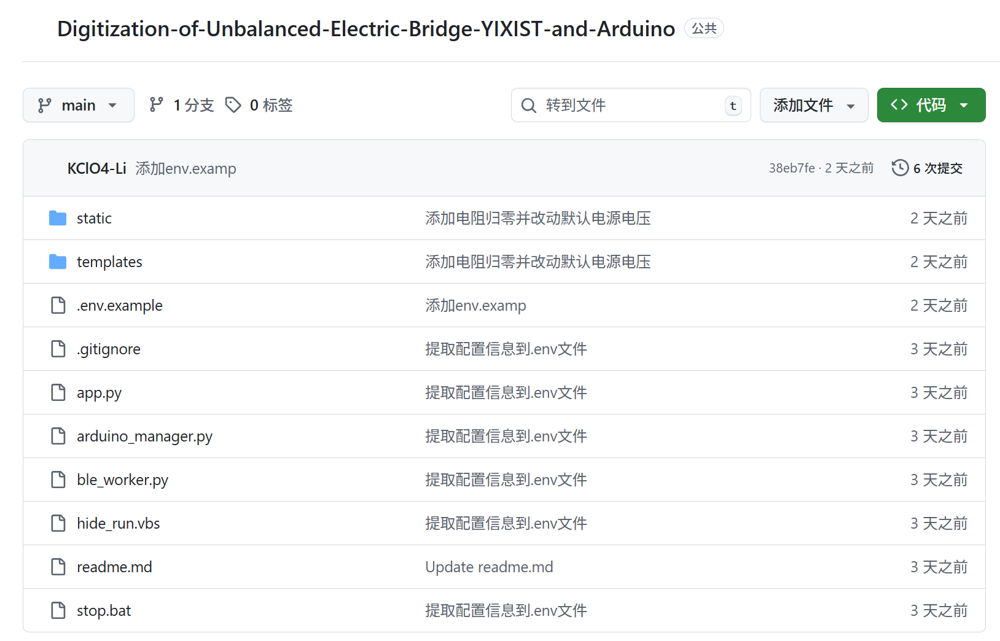 Digitization-of-Unbalanced-Electric-Bridge-YIXIST-and-Arduino 公共
main 1 分支 0 标签 转到文件 t 添加文件 代码
KClO4-Li 添加env.examp 38eb7fe · 2 天之前 6 次提交
static 添加电阻归零并改动默认电源电压 2 天之前
templates 添加电阻归零并改动默认电源电压 2 天之前
.env.example 添加env.examp 2 天之前
.gitignore 提取配置信息到.env文件 3 天之前
app.py 提取配置信息到.env文件 3 天之前
arduino_manager.py 提取配置信息到.env文件 3 天之前
ble_worker.py 提取配置信息到.env文件 3 天之前
hide_run.vbs 提取配置信息到.env文件 3 天之前
readme.md Update readme.md 3 天之前
stop.bat 提取配置信息到.env文件 3 天之前